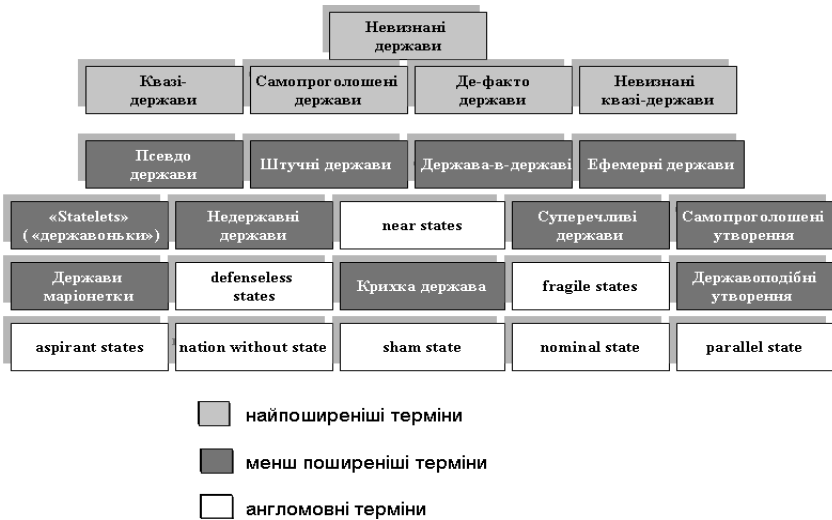 Невизнані
держави
Квазі-
держави
Самопроголошені
держави
Де-факто
держави
Невизнані
квазі-держави
Псевдо
держави
Штучні держави
Держава-в-державі
Ефемерні держави
«Statelets»
(«державоньки»)
Недержавні
держави
near states
Суперечливі
держави
Самопроголошені
утворення
Держави
маріонетки
defenseless
states
Крихка держава
fragile states
Державоподібні
утворення
aspirant states
nation without state
sham state
nominal state
parallel state
найпоширеніші терміни
менш поширеніші терміни
англомовні терміни